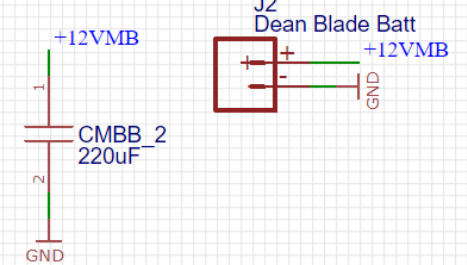 J2
Dean Blade Batt
+12VMB
+
+12VMB
-
GND
1
CMBB_2
220uF
2
GND